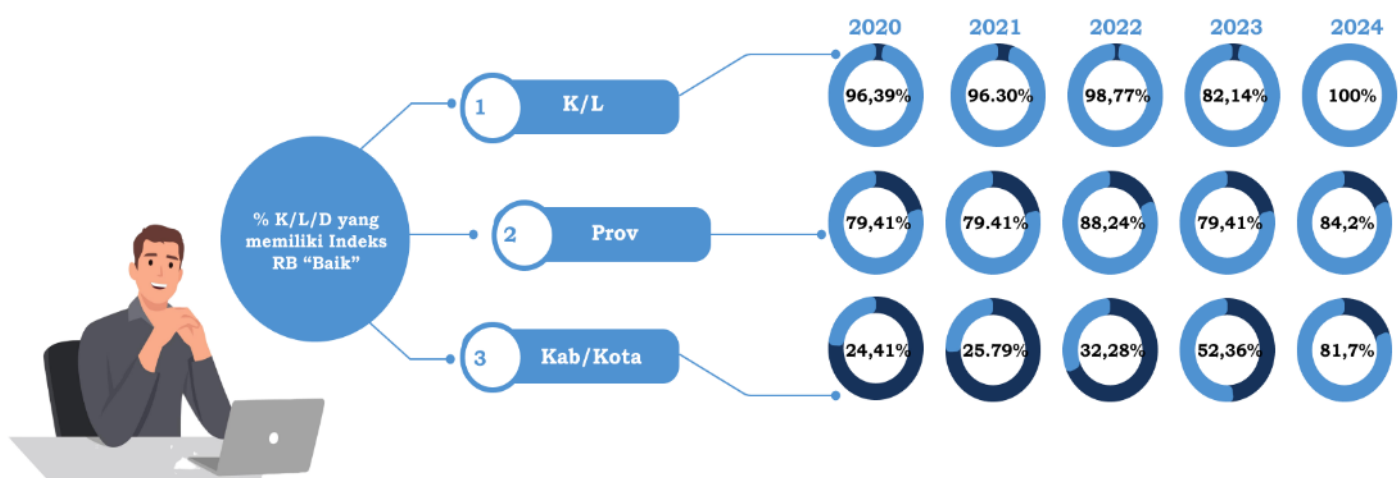 2020 2021 2022 2023 2024
1 K/L
96,39% 96.30% 98,77% 82,14% 100%
% K/L/D yang
memiliki Indeks
RB “Baik”
2 Prov
79,41% 79.41% 88,24% 79,41% 84,2%
3 Kab/Kota
24,41% 25.79% 32,28% 52,36% 81,7%